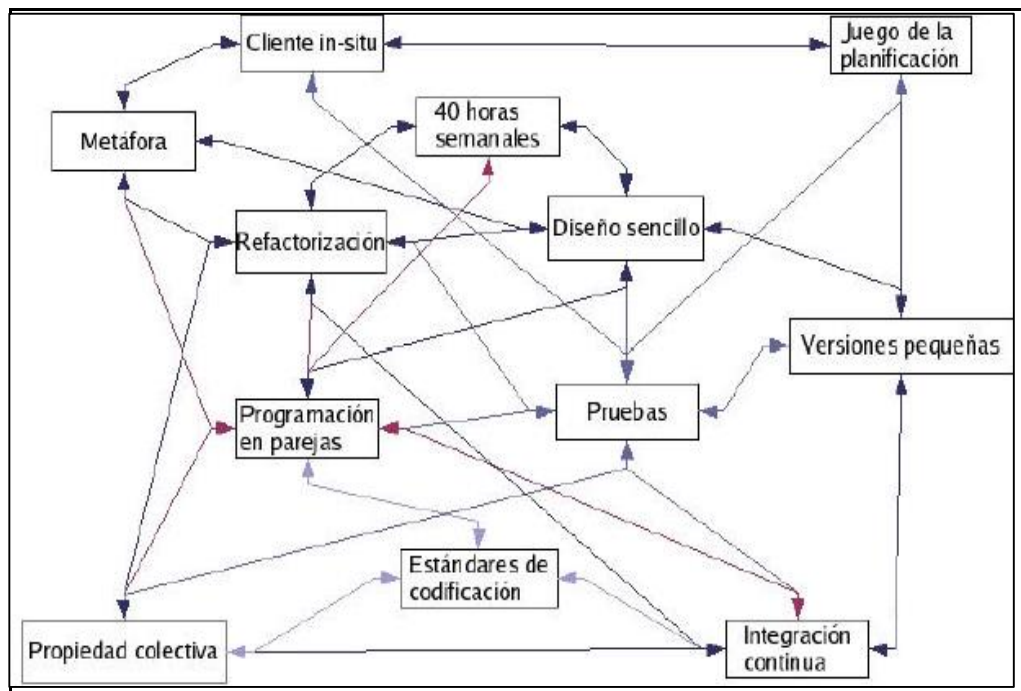 Cliente in-situ
Juego de la
planificación
40 horas
semanales
Metáfora
Refactorización
Diseño sencillo
Versiones pequeñas
Programación
en parejas
Pruebas
Estándares de
codificación
Propiedad colectiva
Integración
continua